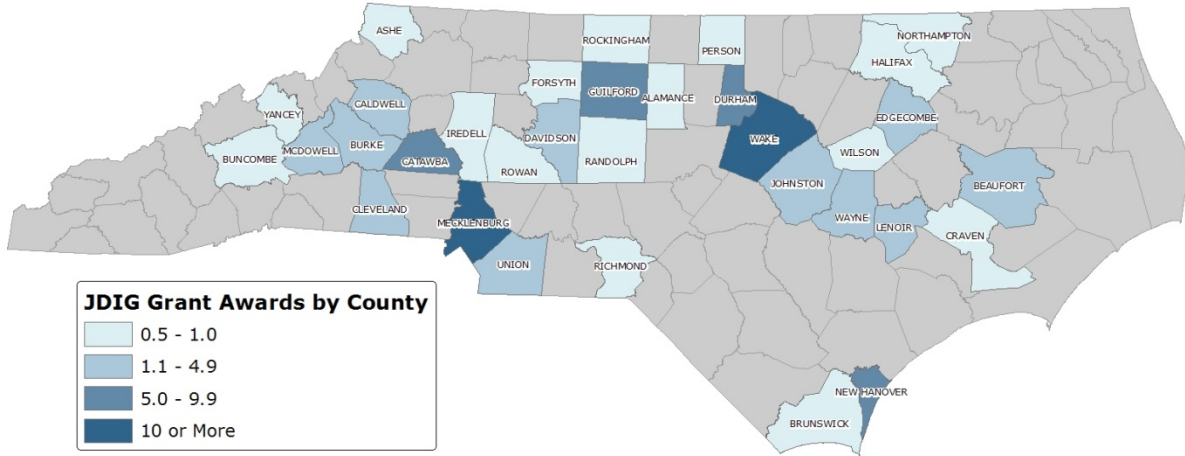 ASHE
ROCKINGHAM
PERSON
NORTHAMPTON
HALIFAX
FORSYTH
GUILFORD
ALAMANCE
DURHAM
CALDWELL
YANCEY
IREDELL
DAVIDSON
EDGECOMBE
WAKE
MCDOWELL
BURKE
BUNCOMBE
CATAWBA
ROWAN
RANDOLPH
WILSON
JOHNSTON
BEAUFORT
CLEVELAND
MECKLENBURG
WAYNE
LENOIR
CRAVEN
UNION
RICHMOND
JDIG Grant Awards by County
0.5 - 1.0
1.1 - 4.9
5.0 - 9.9
10 or More
NEW HANOVER
BRUNSWICK